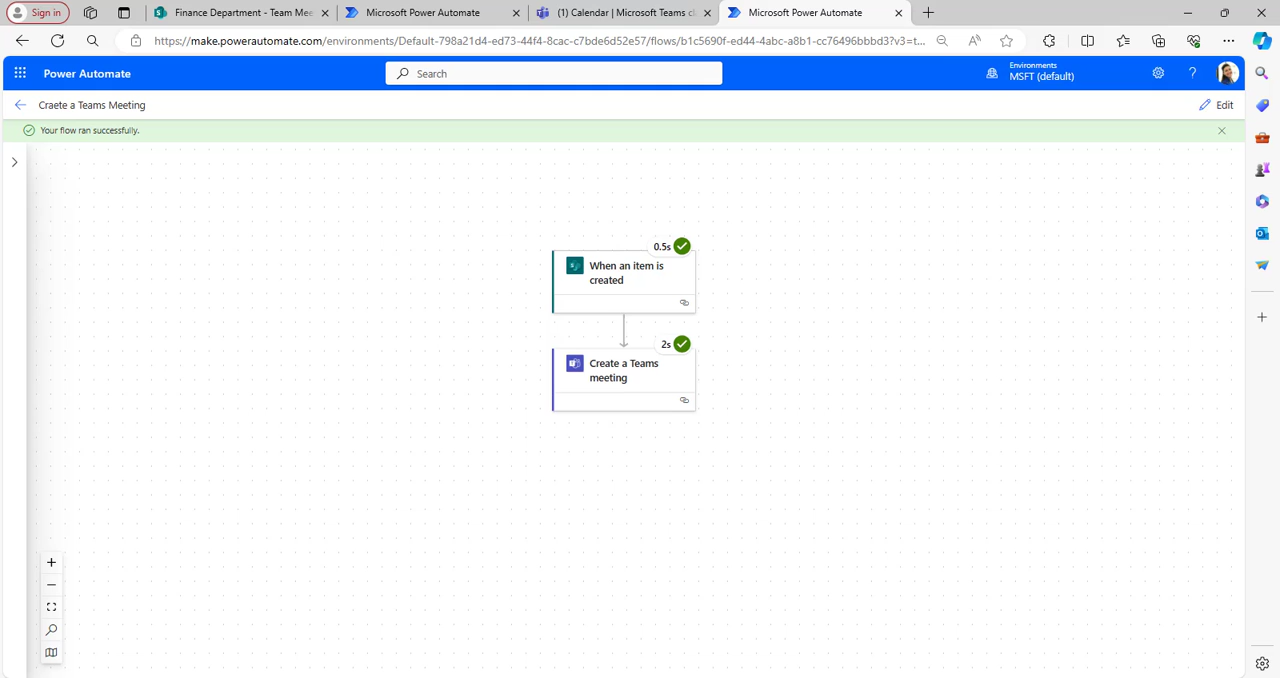 Sign in
Finance Department - Team Mee
Microsoft Power Automate
(1) Calendar | Microsoft Teams cl
Microsoft Power Automate
https://make.powerautomate.com/environments/Default-798a21d4-ed73-44f4-8cac-c7bde6d52e57/flows/b1c5690f-ed44-4abc-a8b1-cc76496bbbd3?v3=t...
Power Automate
Search
Environments
MSFT (default)
Craete a Teams Meeting
Edit
Your flow ran successfully.
0.5s
When an item is
created
2s
Create a Teams
meeting